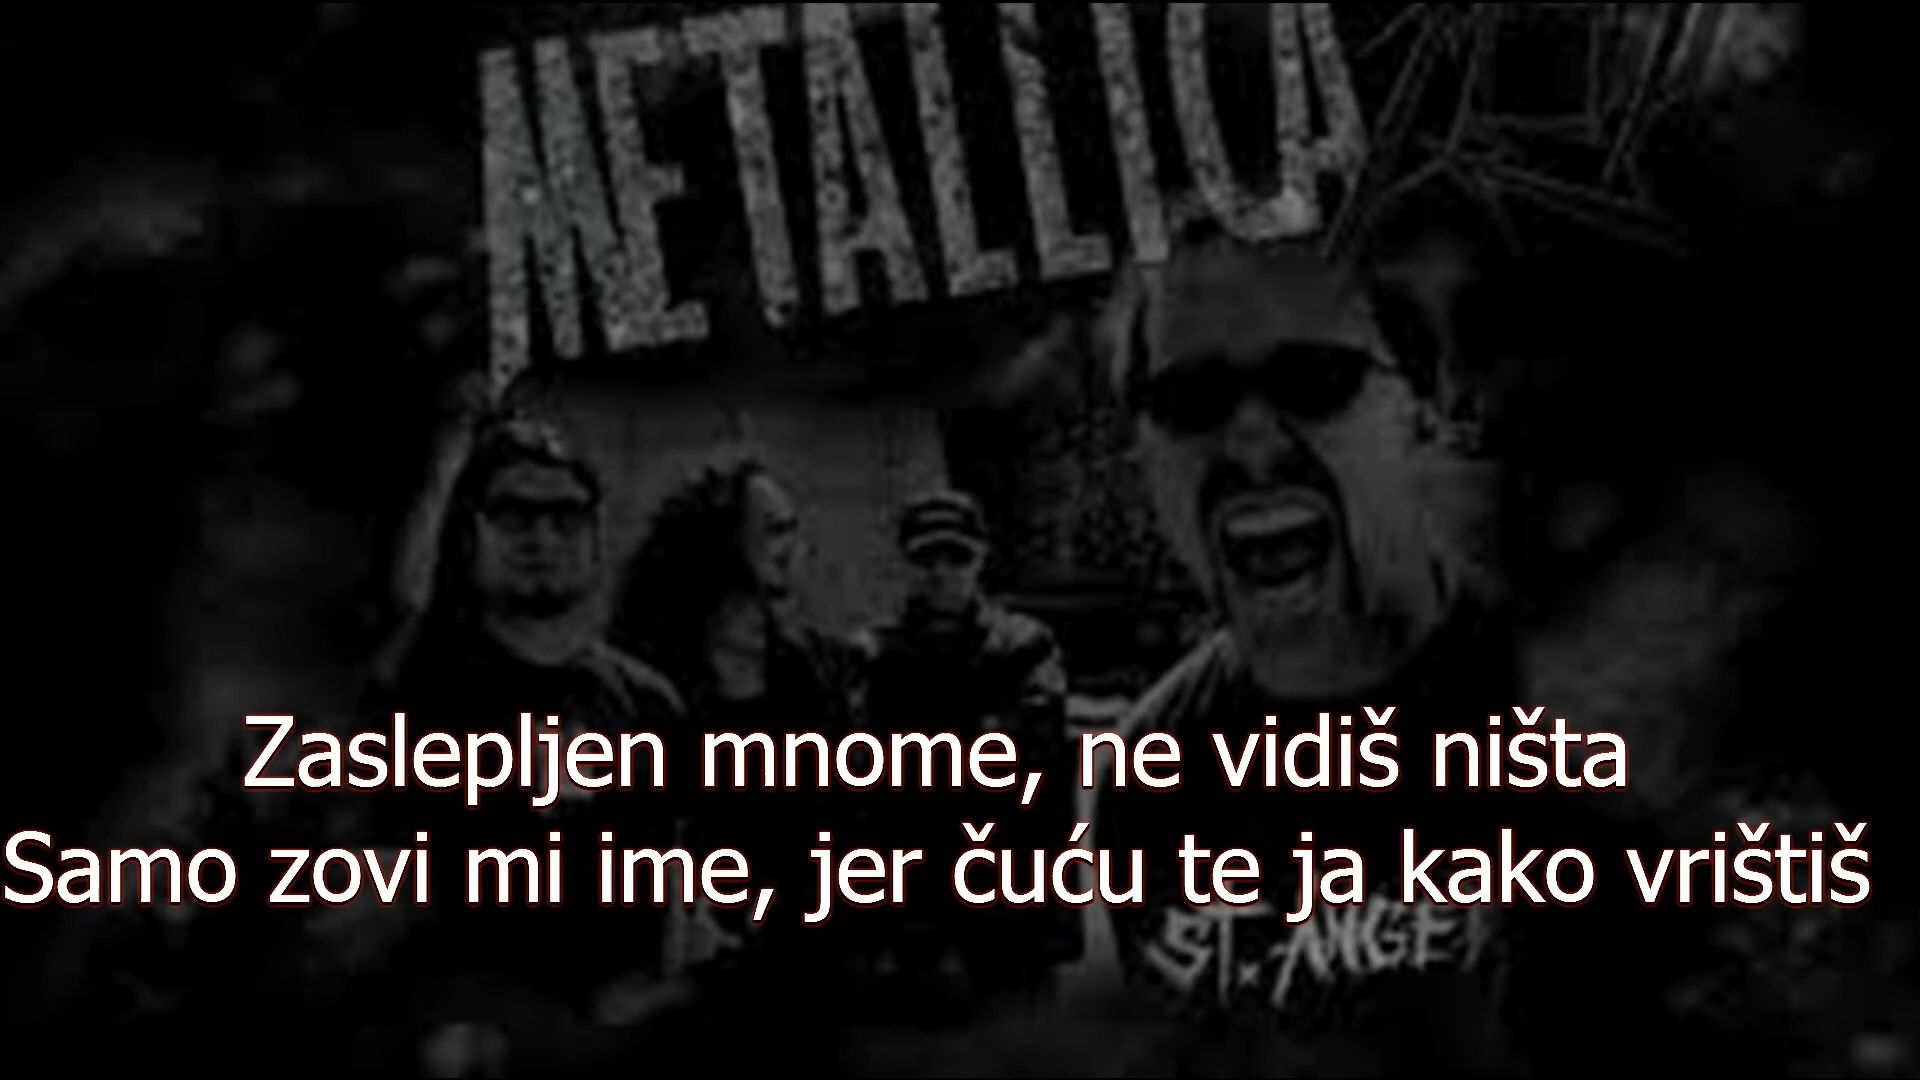 METALLICA
Zaslepljen mnome, ne vidiš ništa
Samo zovi mi ime, jer čuću te ja kako vrištiš
ST. ANGER